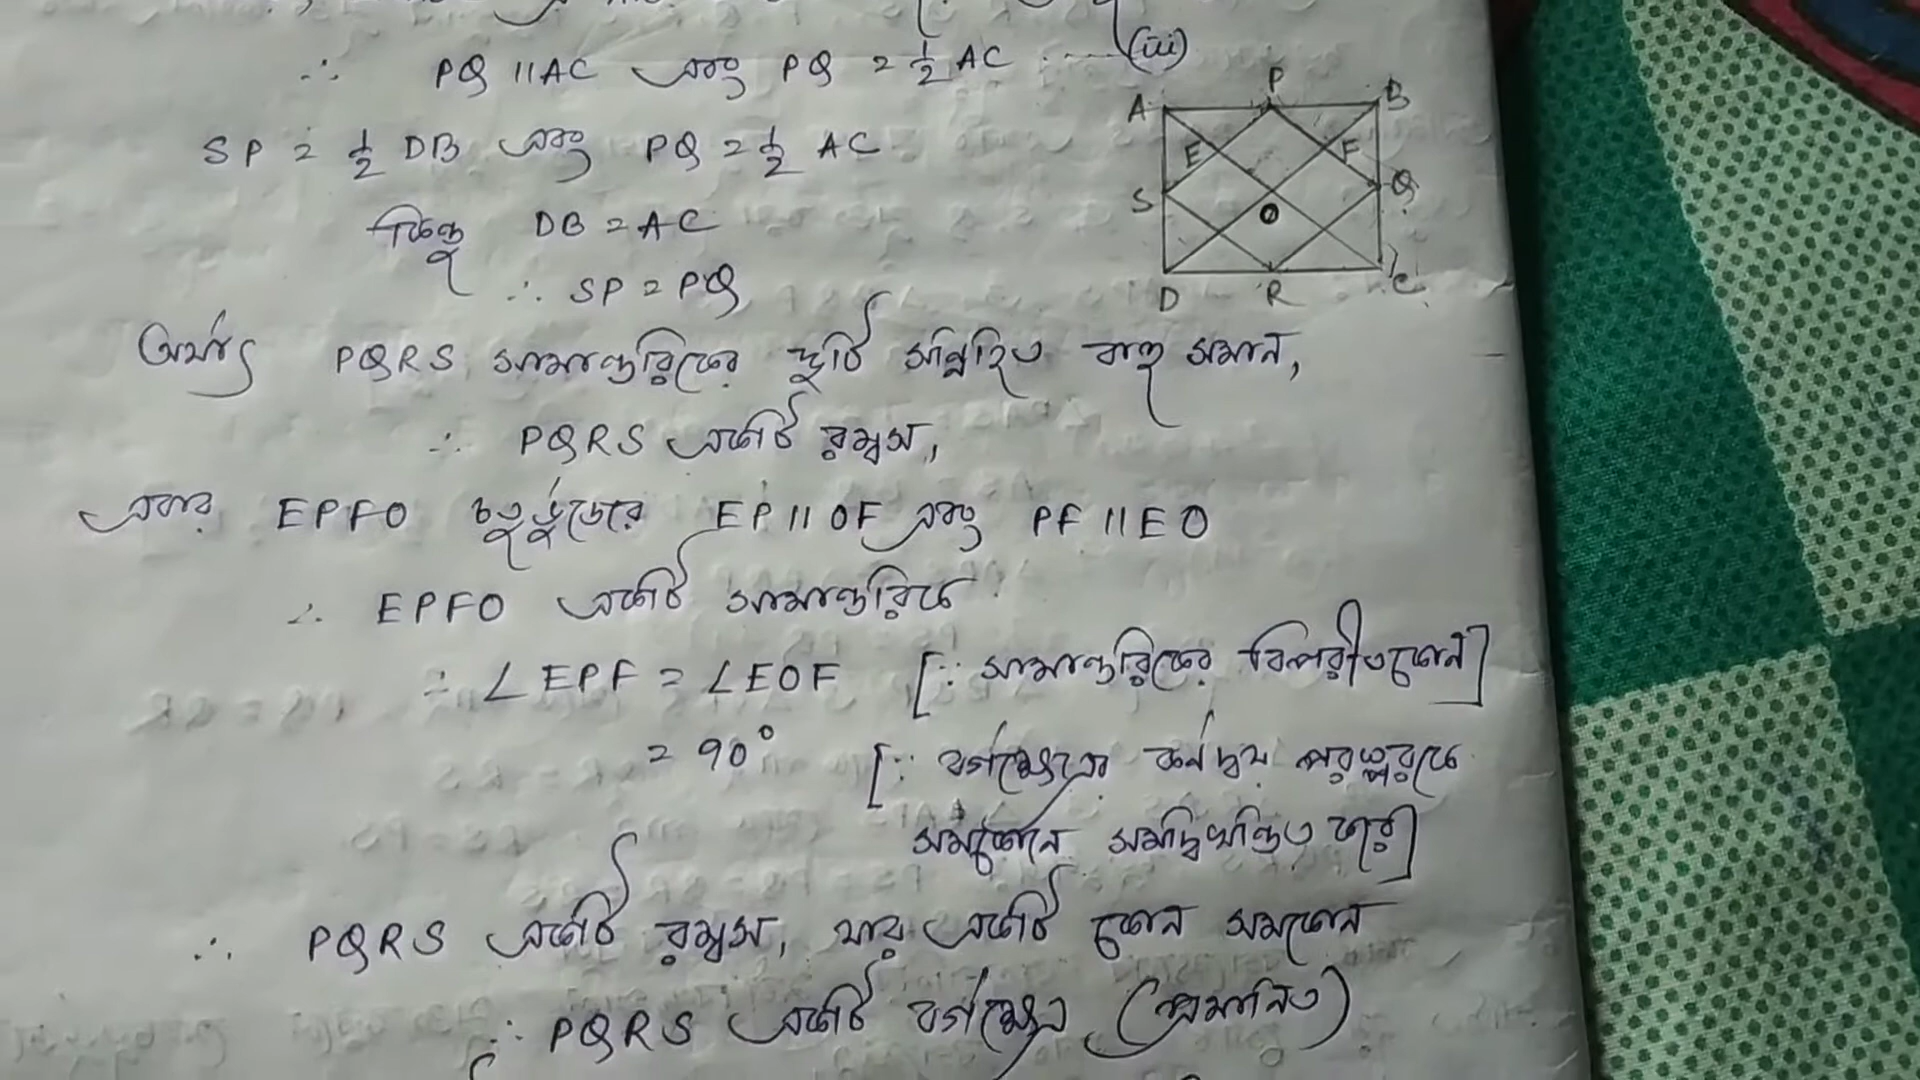 ∴ PQ || AC এবং PQ = 1/2 AC ---- (iii)
SP = 1/2 DB এবং PQ = 1/2 AC
কিন্তু DB = AC
∴ SP = PQ
অর্থাৎ PQRS সামান্তরিকের দুটি সন্নিহিত বাহু সমান,
∴ PQRS একটি রম্বস,
এবার EPFO চতুর্ভুজের EP || OF এবং PF || EO
∴ EPFO একটি সামান্তরিক
∴ ∠EPF = ∠EOF [∵ সামান্তরিকের বিপরীত কোন]
= 90° [∵ বর্গক্ষেত্রের কর্নদ্বয় পরস্পরকে
সমকোনে সমদ্বিখন্ডিত করে]
∴ PQRS একটি রম্বস, যার একটি কোন সমকোন
∴ PQRS একটি বর্গক্ষেত্র (প্রমানিত)
A P B
E F
S Q
O
D R C